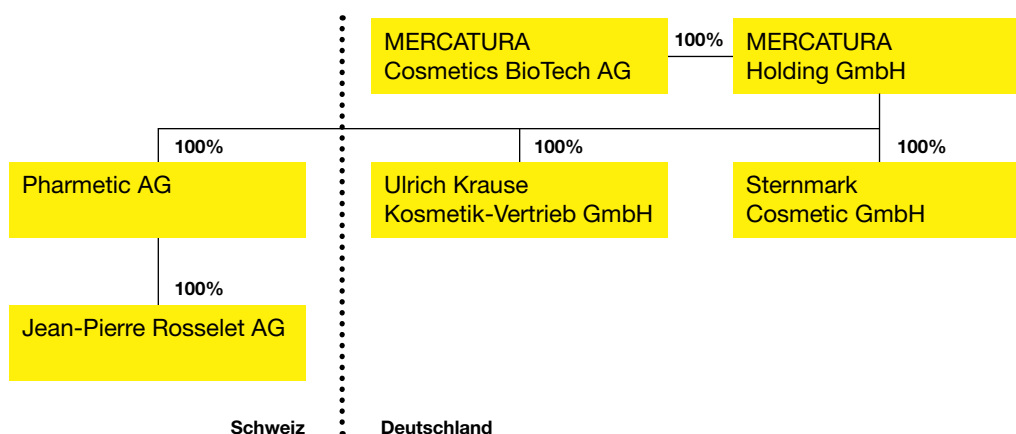 MERCATURA
Cosmetics BioTech AG
100%
MERCATURA
Holding GmbH
100%
100%
100%
Pharmetic AG
Ulrich Krause
Kosmetik-Vertrieb GmbH
Sternmark
Cosmetic GmbH
100%
Jean-Pierre Rosselet AG
Schweiz
Deutschland